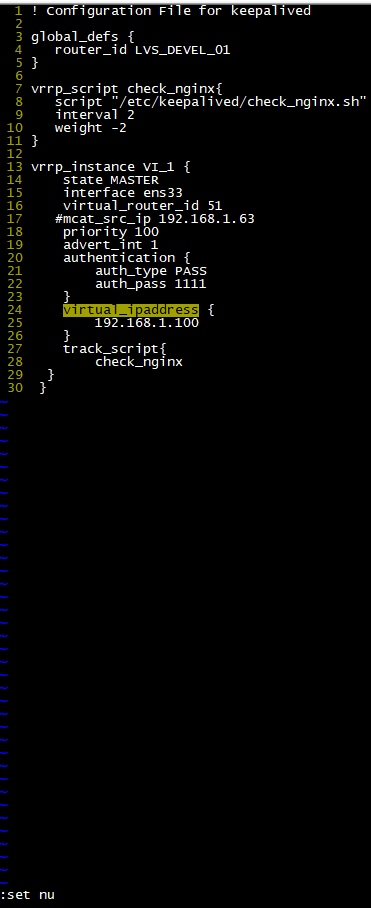 1 ! Configuration File for keepalived
2
3 global_defs {
4    router_id LVS_DEVEL_01
5 }
6
7 vrrp_script check_nginx{
8    script "/etc/keepalived/check_nginx.sh"
9    interval 2
10    weight -2
11 }
12
13 vrrp_instance VI_1 {
14     state MASTER
15     interface ens33
16     virtual_router_id 51
17    #mcat_src_ip 192.168.1.63
18     priority 100
19     advert_int 1
20     authentication {
21         auth_type PASS
22         auth_pass 1111
23     }
24     virtual_ipaddress {
25         192.168.1.100
26     }
27     track_script{
28         check_nginx
29   }
30  }
:set nu